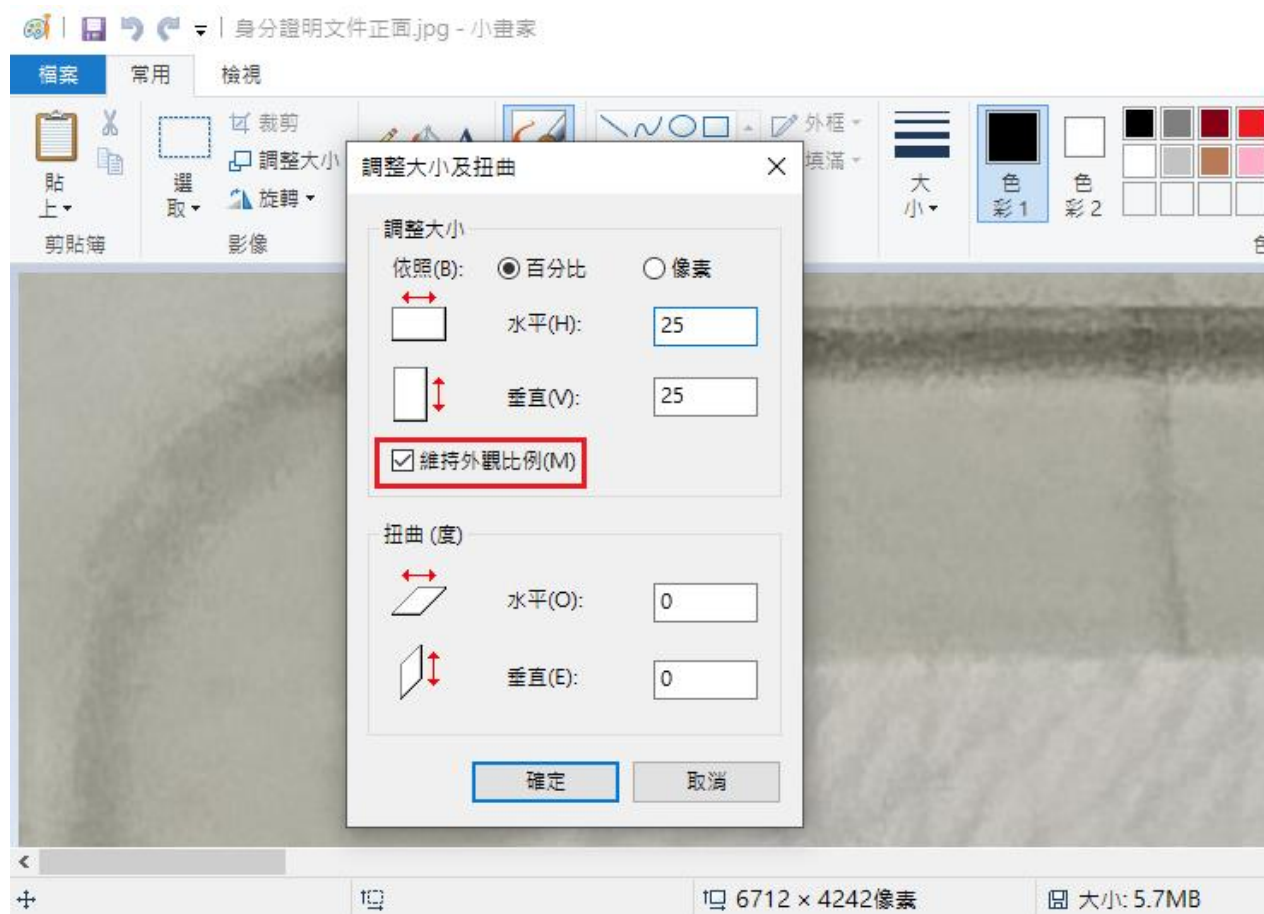 身分證明文件正面.jpg - 小畫家
檔案 常用 檢視
貼上
剪貼簿
選取
裁剪
調整大小
旋轉
影像
外框
填滿
大小
色彩 1
色彩 2
調整大小及扭曲
調整大小
依照(B): 百分比 像素
水平(H): 25
垂直(V): 25
維持外觀比例(M)
扭曲 (度)
水平(O): 0
垂直(E): 0
確定 取消
6712 × 4242像素 大小: 5.7MB